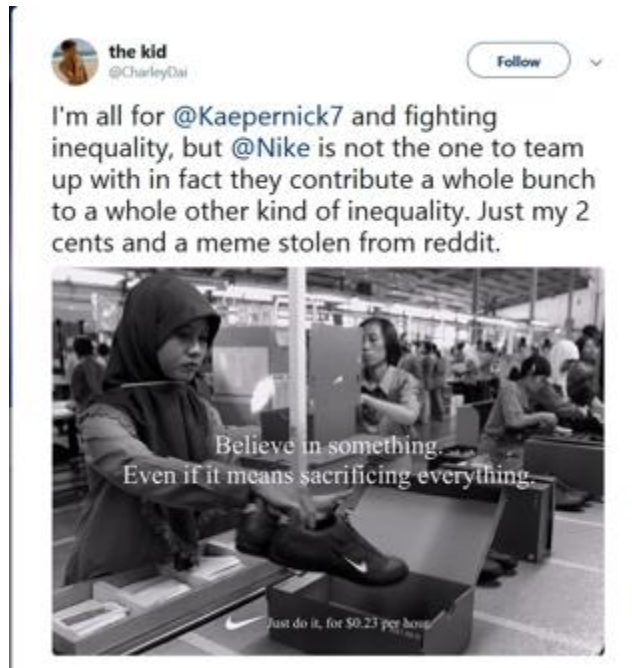 the kid
@CharleyDai
Follow
I'm all for @Kaepernick7 and fighting
inequality, but @Nike is not the one to team
up with in fact they contribute a whole bunch
to a whole other kind of inequality. Just my 2
cents and a meme stolen from reddit.
Believe in something.
Even if it means sacrificing everything.
Just do it, for $0.23 per hour